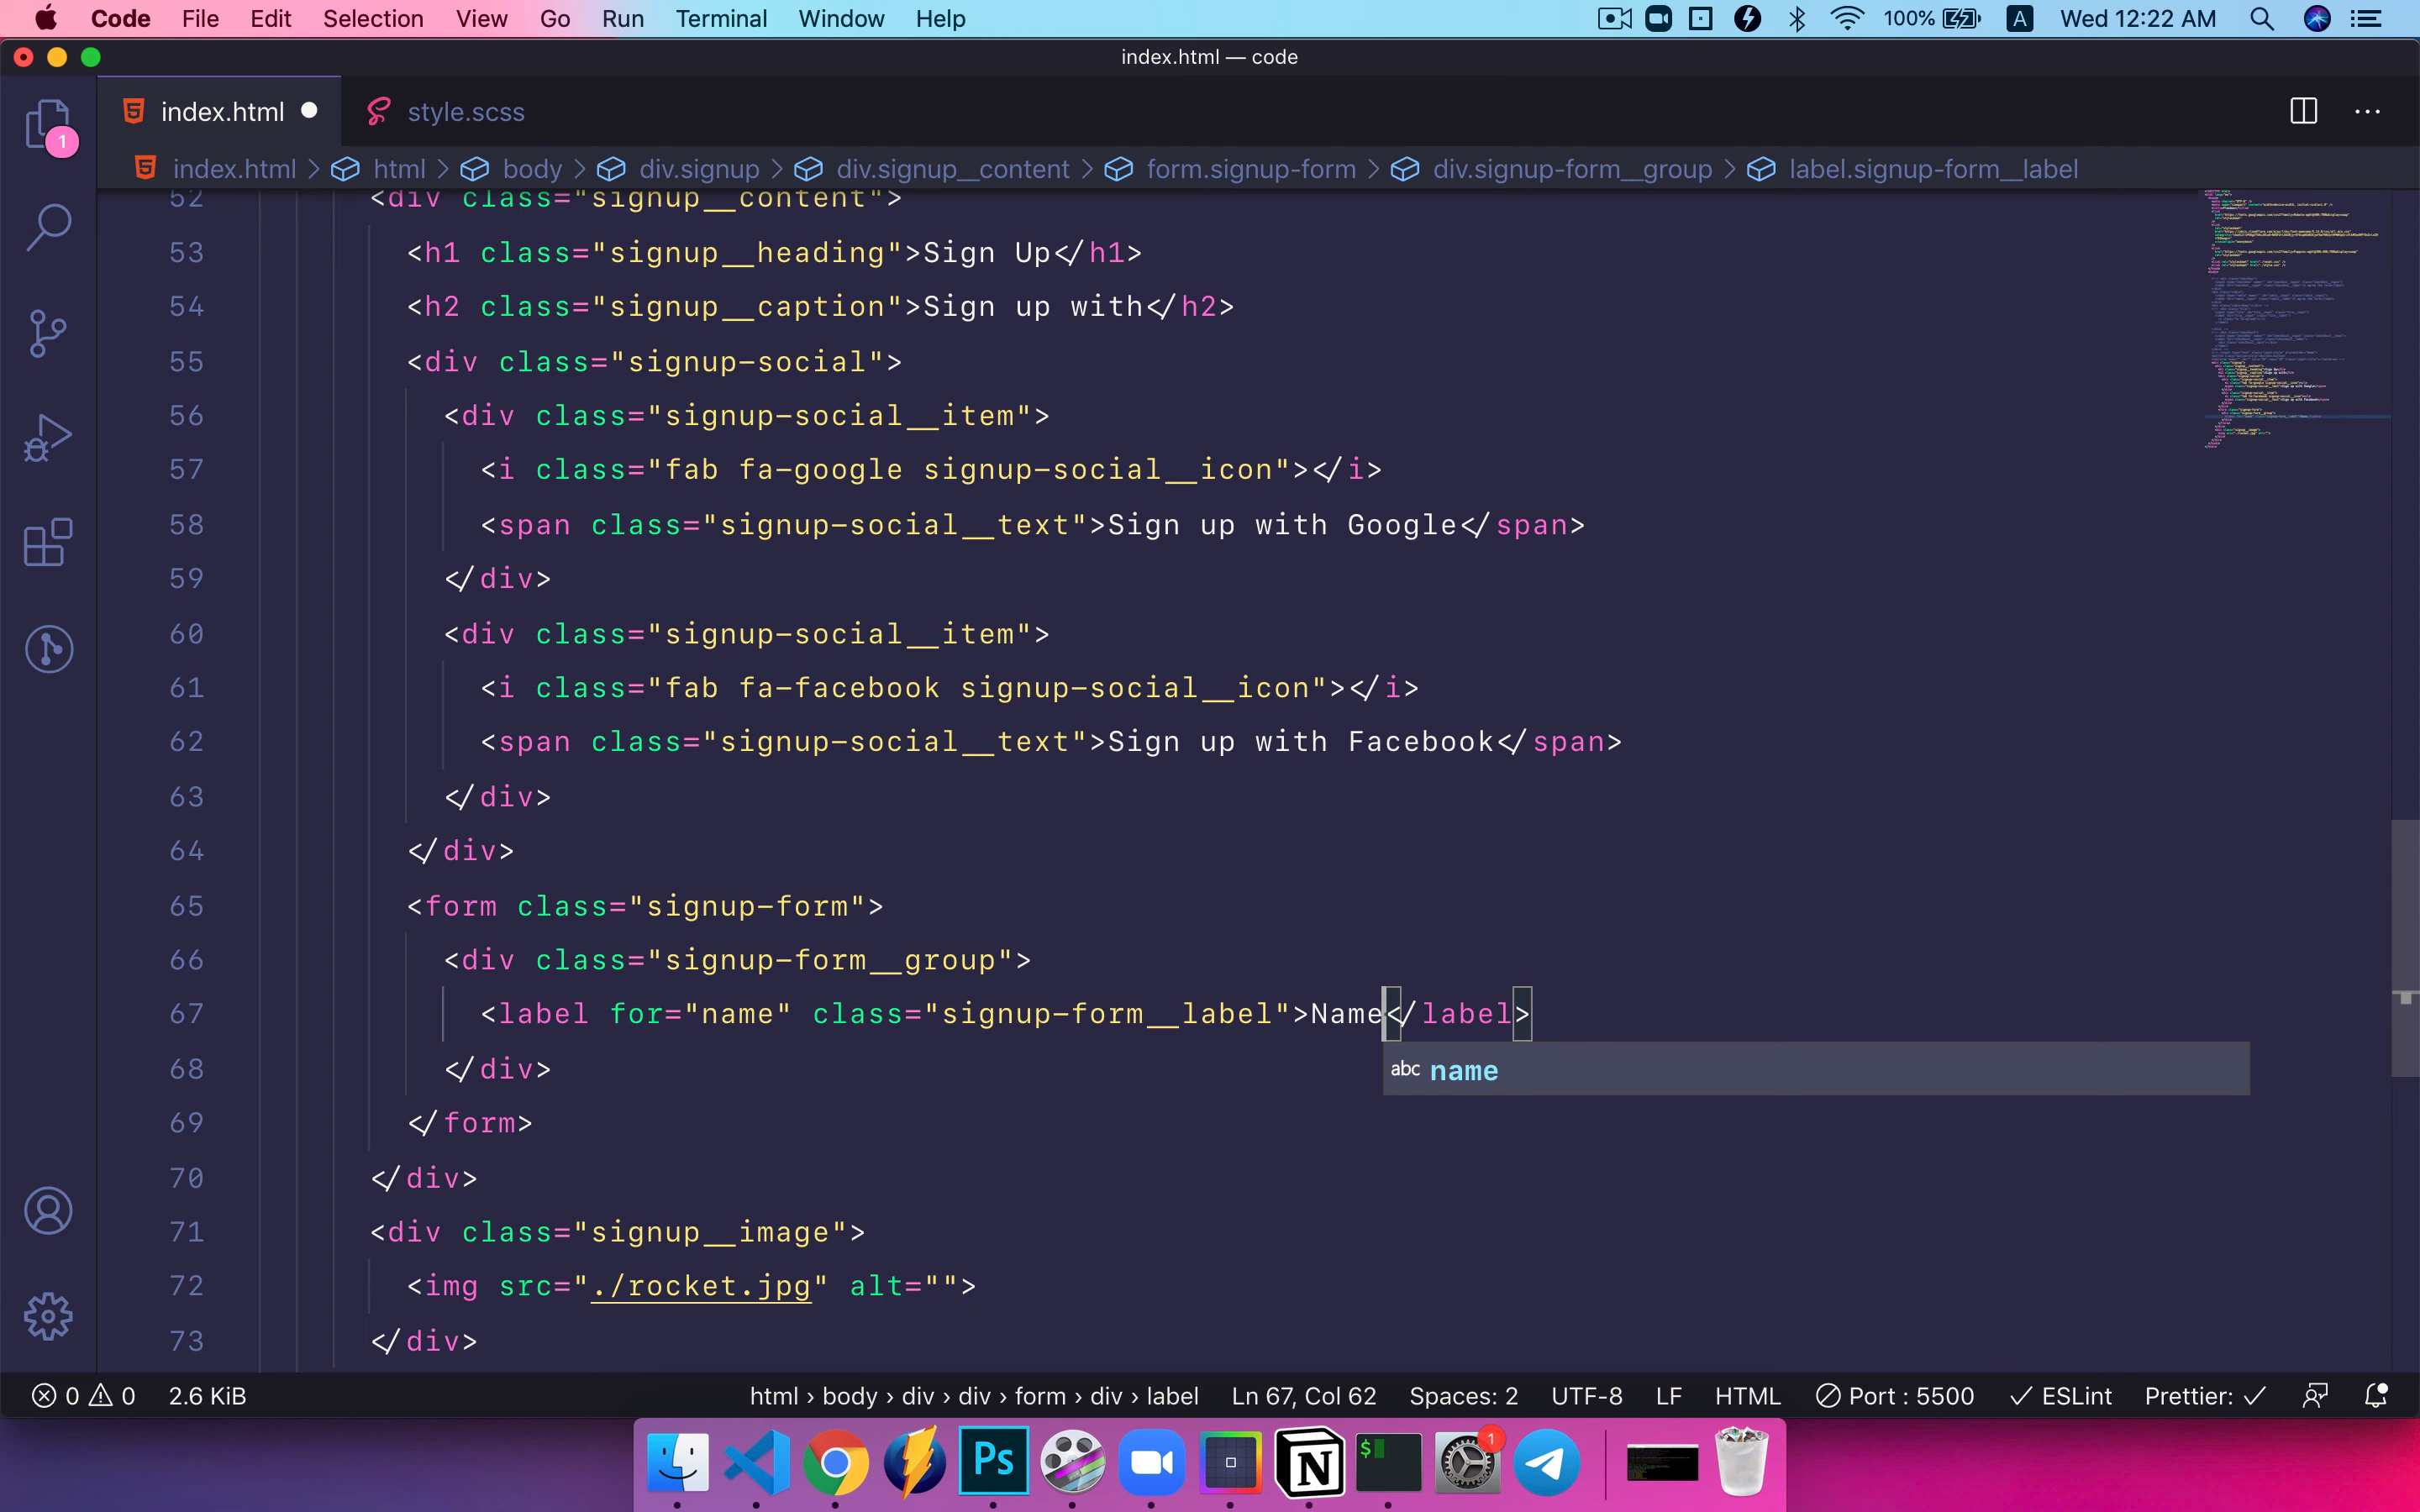 Code File Edit Selection View Go Run Terminal Window Help 100% A Wed 12:22 AM
index.html — code
index.html style.scss
1
index.html > html > body > div.signup > div.signup__content > form.signup-form > div.signup-form__group > label.signup-form__label
52 <div class="signup__content">
53 <h1 class="signup__heading">Sign Up</h1>
54 <h2 class="signup__caption">Sign up with</h2>
55 <div class="signup-social">
56 <div class="signup-social__item">
57 <i class="fab fa-google signup-social__icon"></i>
58 <span class="signup-social__text">Sign up with Google</span>
59 </div>
60 <div class="signup-social__item">
61 <i class="fab fa-facebook signup-social__icon"></i>
62 <span class="signup-social__text">Sign up with Facebook</span>
63 </div>
64 </div>
65 <form class="signup-form">
66 <div class="signup-form__group">
67 <label for="name" class="signup-form__label">Name</label>
abc name
68 </div>
69 </form>
70 </div>
71 <div class="signup__image">
72 <img src="./rocket.jpg" alt="">
73 </div>
0 0 2.6 KiB html › body › div › div › form › div › label Ln 67, Col 62 Spaces: 2 UTF-8 LF HTML Port : 5500 ESLint Prettier:
Ps N $ 1